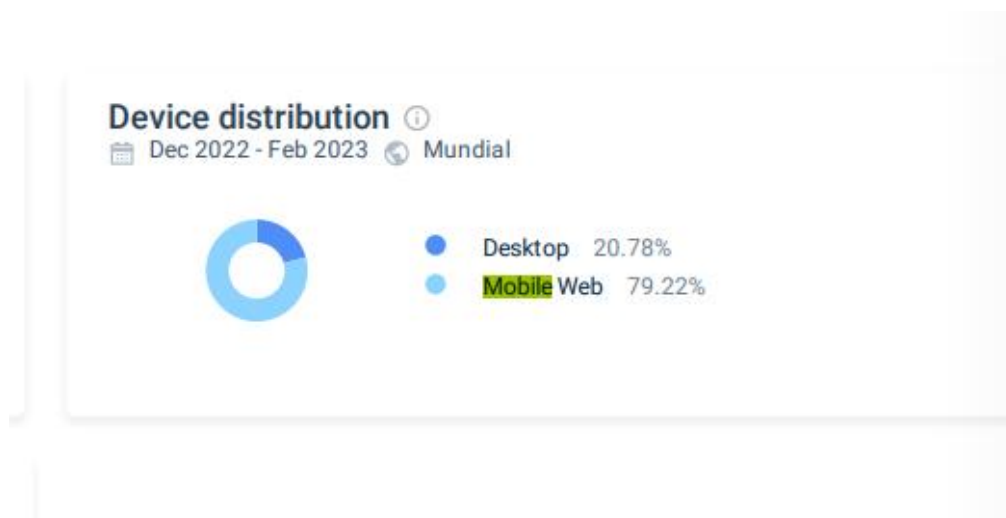 Device distribution
Dec 2022 - Feb 2023 Mundial
Desktop 20.78%
Mobile Web 79.22%